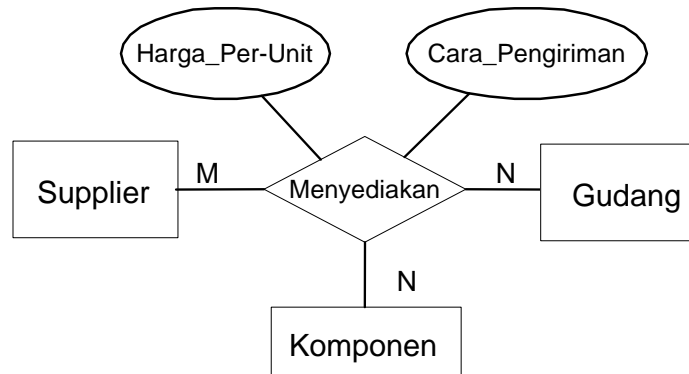 Harga_Per-Unit
Cara_Pengiriman
Supplier
M
Menyediakan
N
Gudang
N
Komponen